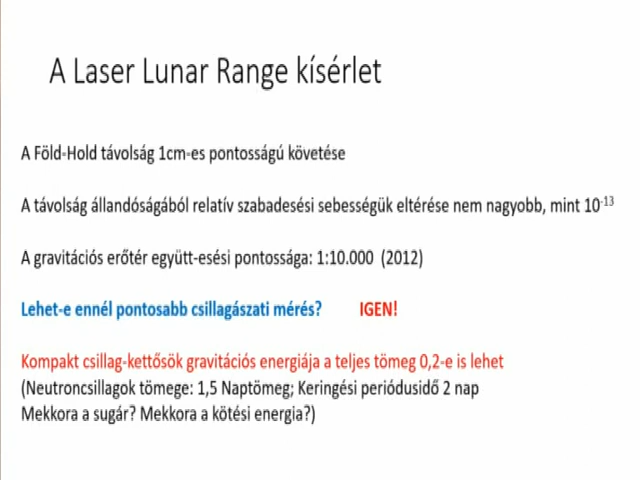 A Laser Lunar Range kísérlet
A Föld-Hold távolság 1cm-es pontosságú követése
A távolság állandóságából relatív szabadesési sebességük eltérése nem nagyobb, mint 10⁻¹³
A gravitációs erőtér együtt-esési pontossága: 1:10.000 (2012)
Lehet-e ennél pontosabb csillagászati mérés? IGEN!
Kompakt csillag-kettősök gravitációs energiája a teljes tömeg 0,2-e is lehet
(Neutroncsillagok tömege: 1,5 Naptömeg; Keringési periódusidő 2 nap
Mekkora a sugár? Mekkora a kötési energia?)